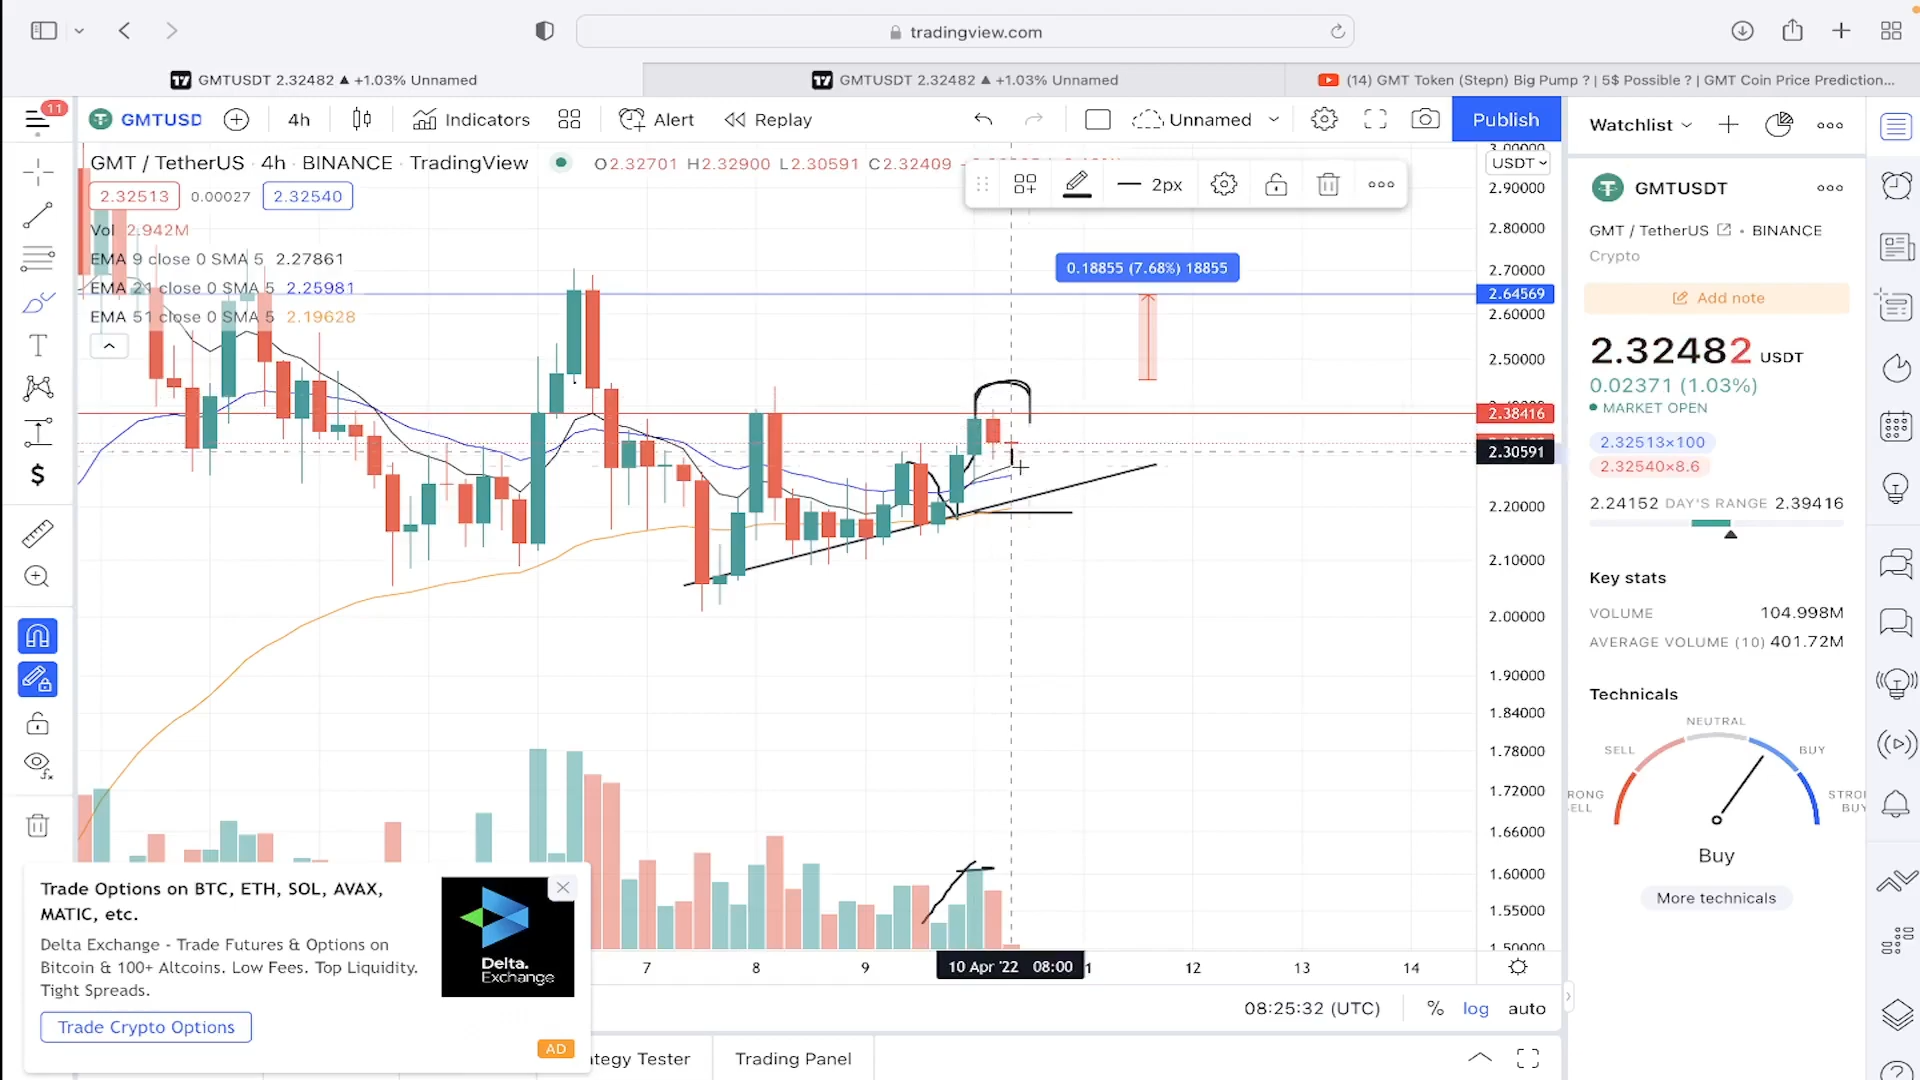 tradingview.com
GMTUSDT 2.32482 ▲ +1.03% Unnamed
GMTUSDT 2.32482 ▲ +1.03% Unnamed
(14) GMT Token (Stepn) Big Pump ? | 5$ Possible ? | GMT Coin Price Prediction...
11
GMTUSD
4h
Indicators
Alert
Replay
Unnamed
Publish
GMT / TetherUS · 4h · BINANCE · TradingView
O2.32701 H2.32900 L2.30591 C2.32409
2.32513
0.00027
2.32540
Vol 2.942M
EMA 9 close 0 SMA 5 2.27861
EMA 21 close 0 SMA 5 2.25981
EMA 51 close 0 SMA 5 2.19628
2px
0.18855 (7.68%) 18855
USDT
2.90000
2.80000
2.70000
2.64569
2.60000
2.50000
2.38416
2.30591
2.20000
2.10000
2.00000
1.90000
1.84000
1.78000
1.72000
1.66000
1.60000
1.55000
1.50000
7
8
9
10 Apr '22 08:00
12
13
14
08:25:32 (UTC)
%
log
auto
Trading Panel
Trade Options on BTC, ETH, SOL, AVAX,
MATIC, etc.
Delta Exchange - Trade Futures & Options on
Bitcoin & 100+ Altcoins. Low Fees. Top Liquidity.
Tight Spreads.
Trade Crypto Options
Delta.
Exchange
AD
ategy Tester
Watchlist
GMTUSDT
GMT / TetherUS • BINANCE
Crypto
Add note
2.32482 USDT
0.02371 (1.03%)
MARKET OPEN
2.32513×100
2.32540×8.6
2.24152 DAY'S RANGE 2.39416
Key stats
VOLUME 104.998M
AVERAGE VOLUME (10) 401.72M
Technicals
NEUTRAL
SELL
BUY
RONG
ELL
STRO
BUY
Buy
More technicals